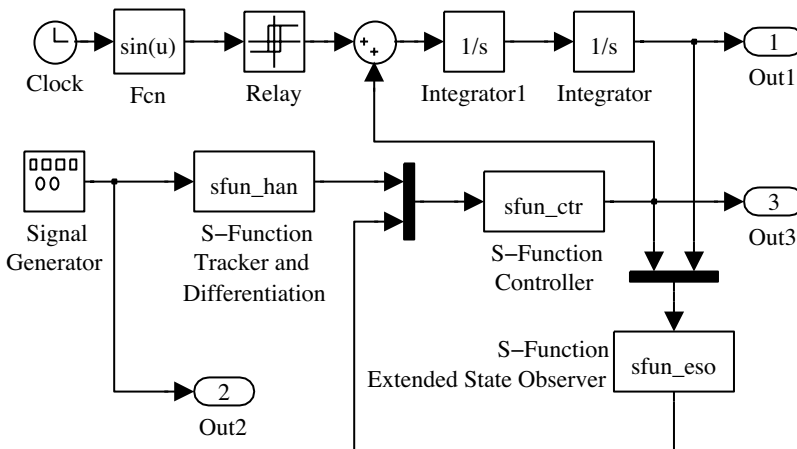 sin(u)
1/s
1/s
1
Clock
Fcn
Relay
Integrator1
Integrator
Out1
sfun_han
sfun_ctr
3
Signal
Generator
S−Function
Tracker and
Differentiation
S−Function
Controller
Out3
S−Function
Extended State Observer
sfun_eso
2
Out2